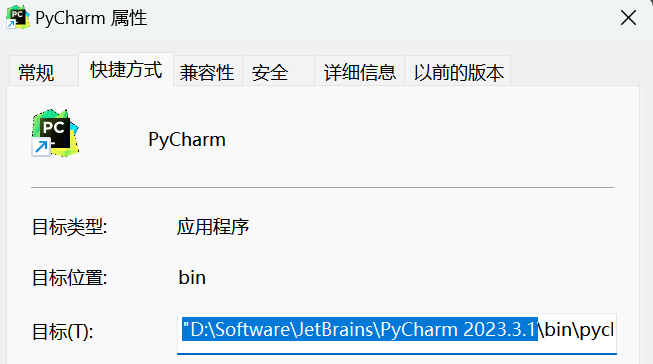 PyCharm 属性
常规 快捷方式 兼容性 安全 详细信息 以前的版本
PC
PyCharm
目标类型: 应用程序
目标位置: bin
目标(T): "D:\Software\JetBrains\PyCharm 2023.3.1\bin\pycl